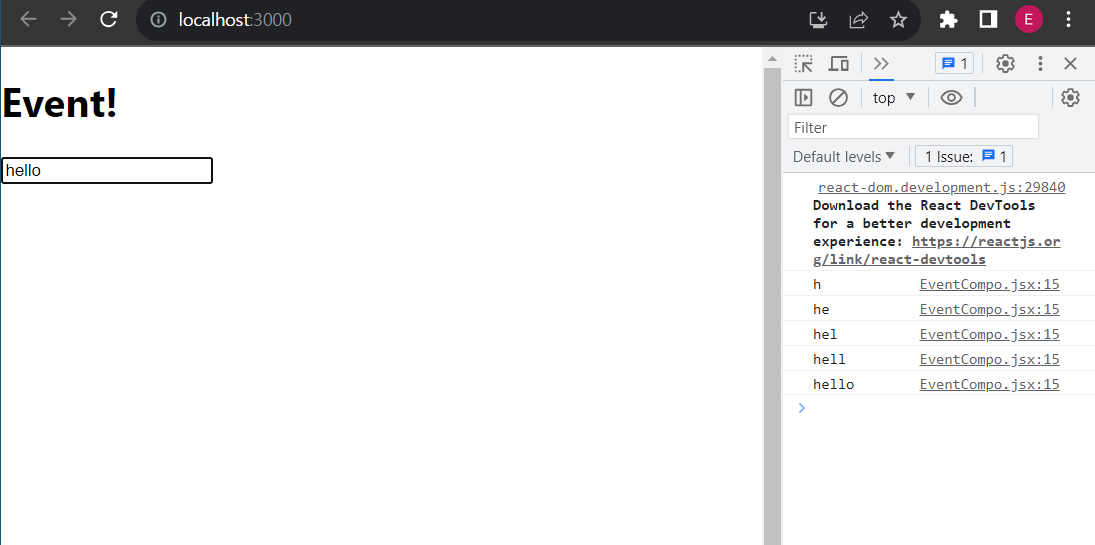 localhost:3000
E
Event!
hello
1
top
Filter
Default levels
1 Issue: 1
react-dom.development.js:29840
Download the React DevTools
for a better development
experience: https://reactjs.or
g/link/react-devtools
h EventCompo.jsx:15
he EventCompo.jsx:15
hel EventCompo.jsx:15
hell EventCompo.jsx:15
hello EventCompo.jsx:15